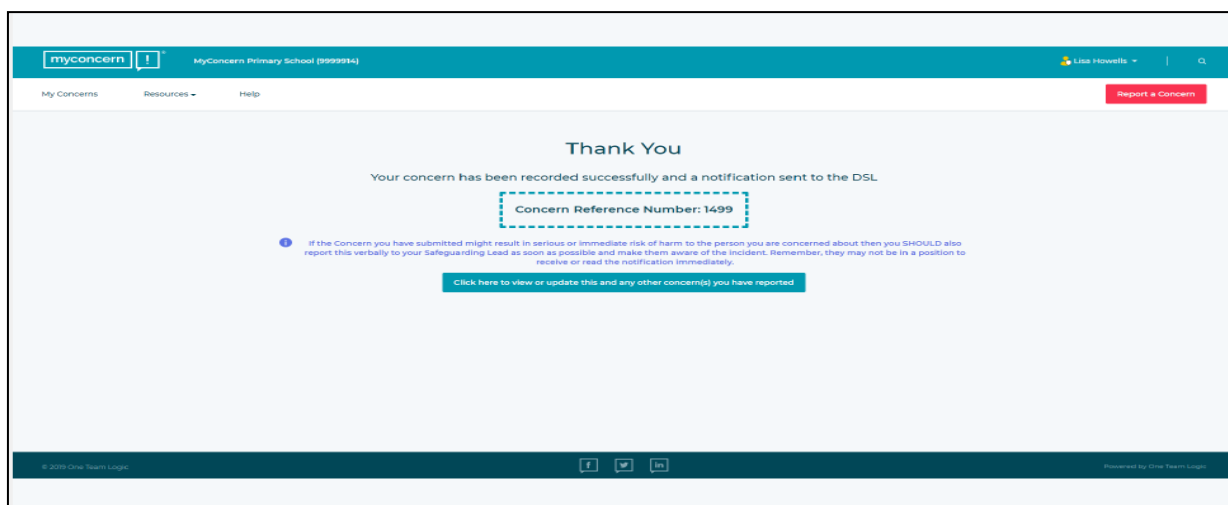 myconcern ! MyConcern Primary School (9999914) Lisa Howells
My Concerns Resources Help Report a Concern
Thank You
Your concern has been recorded successfully and a notification sent to the DSL
Concern Reference Number: 1499
If the Concern you have submitted might result in serious or immediate risk of harm to the person you are concerned about then you SHOULD also
report this verbally to your Safeguarding Lead as soon as possible and make them aware of the incident. Remember, they may not be in a position to
receive or read the notification immediately.
Click here to view or update this and any other concern(s) you have reported
© 2019 One Team Logic f in Powered by One Team Logic